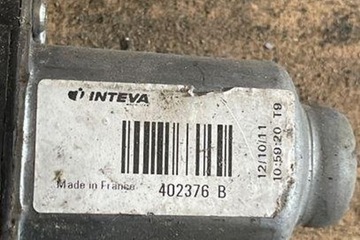 INTEVA
Made in France
402376 B
12/10/11
10:59:20 T9